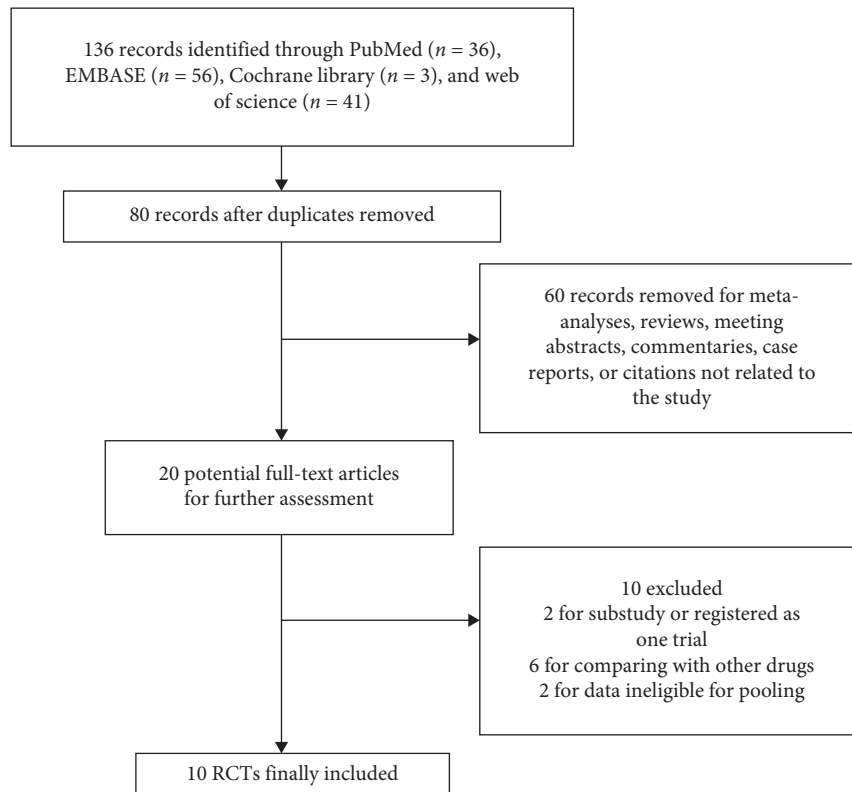 136 records identified through PubMed (n = 36),
EMBASE (n = 56), Cochrane library (n = 3), and web
of science (n = 41)
80 records after duplicates removed
60 records removed for meta-
analyses, reviews, meeting
abstracts, commentaries, case
reports, or citations not related to
the study
20 potential full-text articles
for further assessment
10 excluded
2 for substudy or registered as
one trial
6 for comparing with other drugs
2 for data ineligible for pooling
10 RCTs finally included